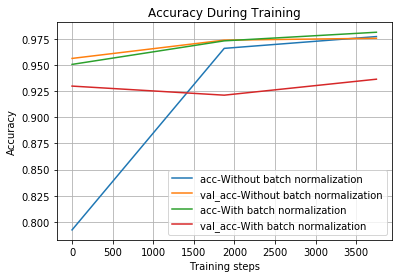 Accuracy During Training
Accuracy
0.975
0.950
0.925
0.900
0.875
0.850
0.825
0.800
acc-Without batch normalization
val_acc-Without batch normalization
acc-With batch normalization
val_acc-With batch normalization
0 500 1000 1500 2000 2500 3000 3500
Training steps